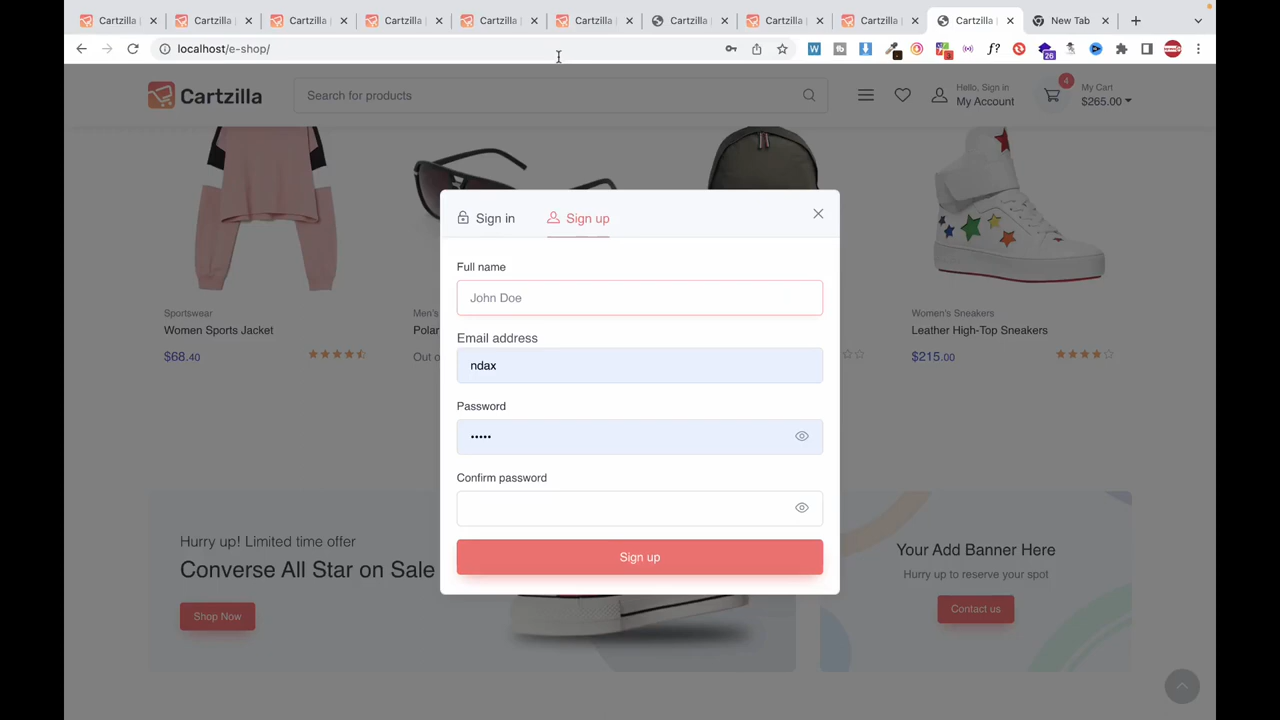 Cartzilla
Cartzilla
Cartzilla
Cartzilla
Cartzilla
Cartzilla
Cartzilla
Cartzilla
Cartzilla
Cartzilla
New Tab
localhost/e-shop/
26
Cartzilla
Search for products
Hello, Sign in
My Account
4
My Cart
$265.00
Sign in
Sign up
Full name
John Doe
Email address
ndax
Password
•••••
Confirm password
Sign up
Sportswear
Women Sports Jacket
$68.40
Men's
Polar
Out o
Women's Sneakers
Leather High-Top Sneakers
$215.00
Hurry up! Limited time offer
Converse All Star on Sale
Shop Now
Your Add Banner Here
Hurry up to reserve your spot
Contact us